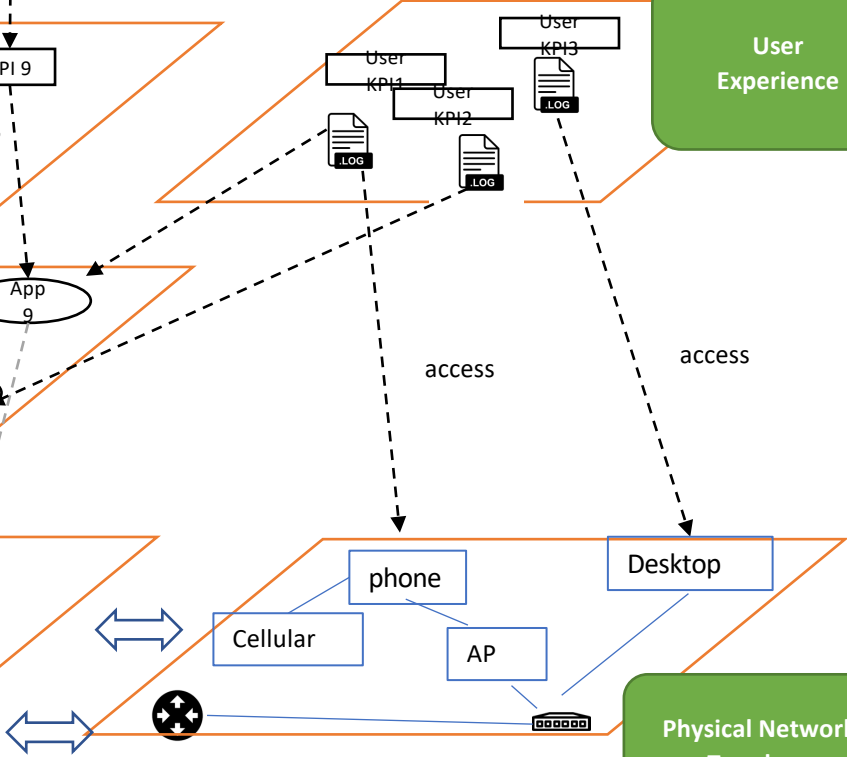 User
KPI3
User
Experience
PI 9
User
KPI1
User
KPI2
.LOG
.LOG
.LOG
App
9
access
access
Desktop
phone
Cellular
AP
Physical Network